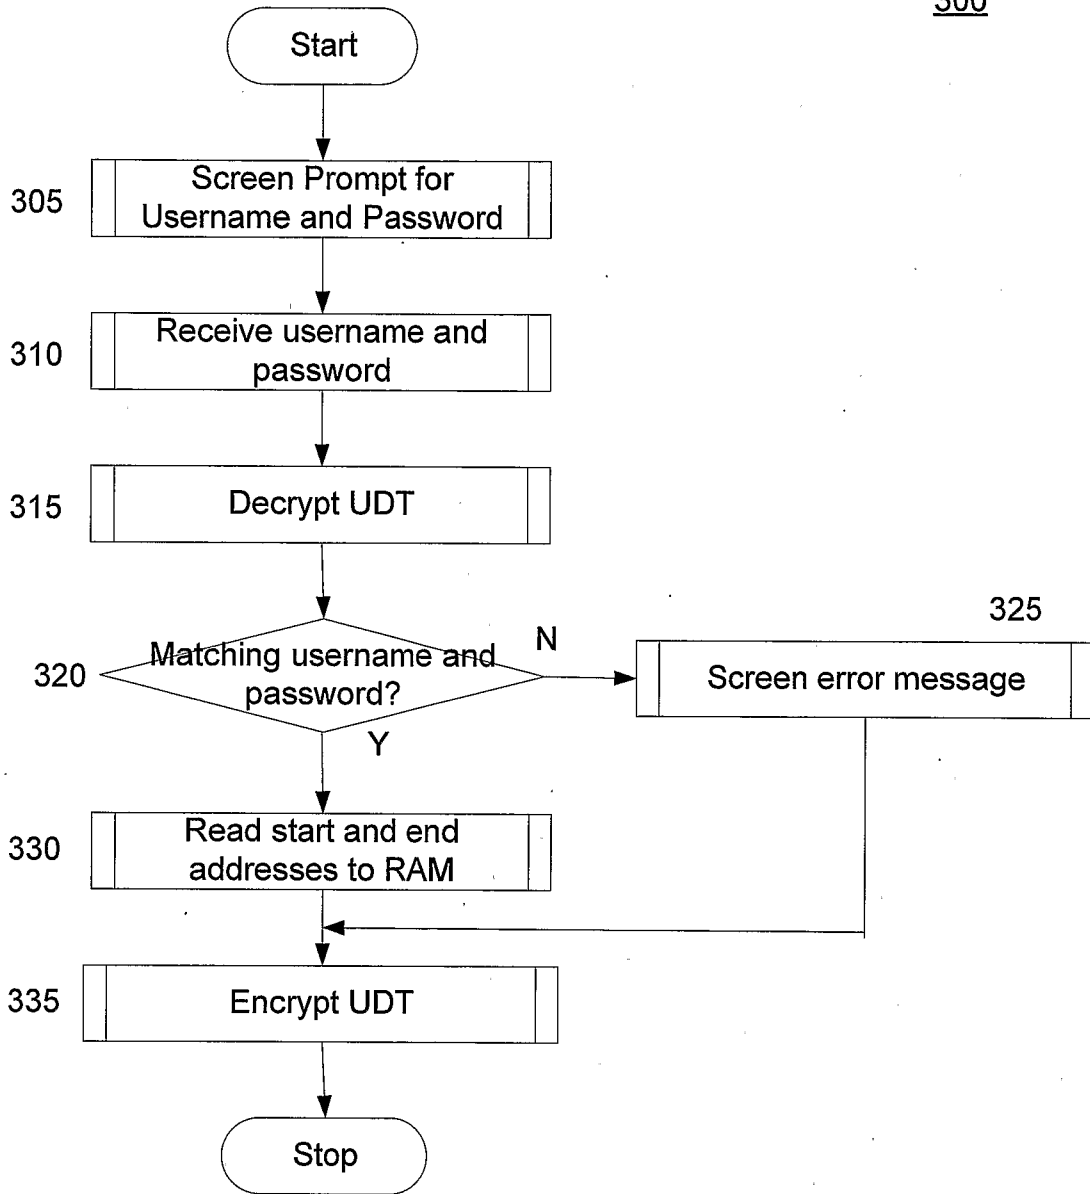 300
Start
305
Screen Prompt for
Username and Password
310
Receive username and
password
315
Decrypt UDT
320
Matching username and
password?
N
325
Screen error message
Y
330
Read start and end
addresses to RAM
335
Encrypt UDT
Stop